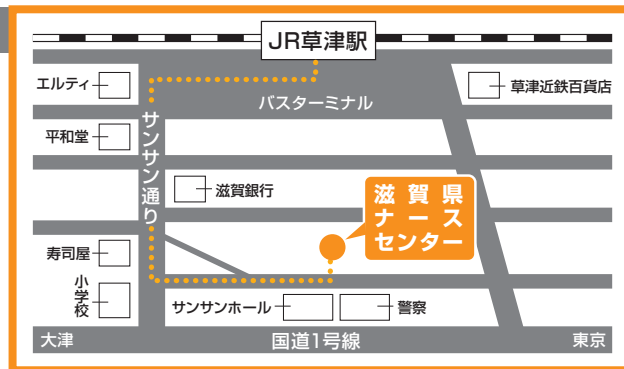 JR草津駅
エルティ
バスターミナル
草津近鉄百貨店
平和堂
サンサン通り
滋賀銀行
滋賀県
ナース
センター
寿司屋
小学校
サンサンホール
警察
大津
国道1号線
東京